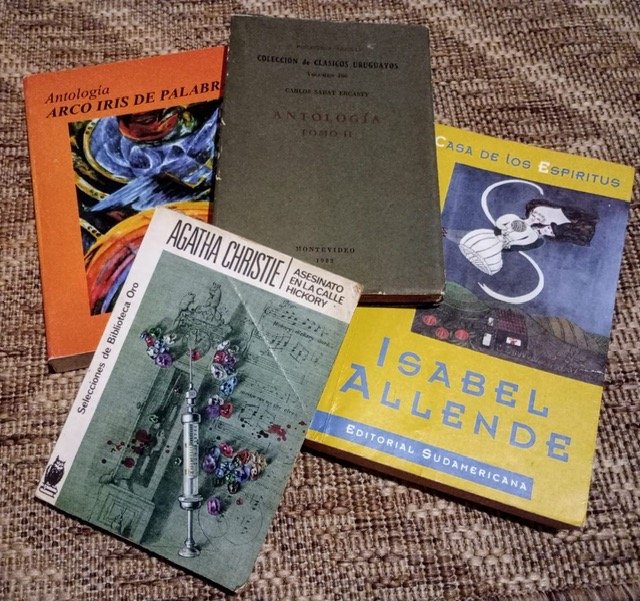 Antología
ARCO IRIS DE PALABR
COLECCIÓN de CLÁSICOS URUGUAYOS
CARLOS SABAT ERCASTY
ANTOLOGÍA
TOMO II
MONTEVIDEO
1982
CASA DE LOS ESPIRITUS
ISABEL
ALLENDE
EDITORIAL SUDAMERICANA
AGATHA CHRISTIE
ASESINATO
EN LA CALLE
HICKORY
Selecciones de Biblioteca Oro